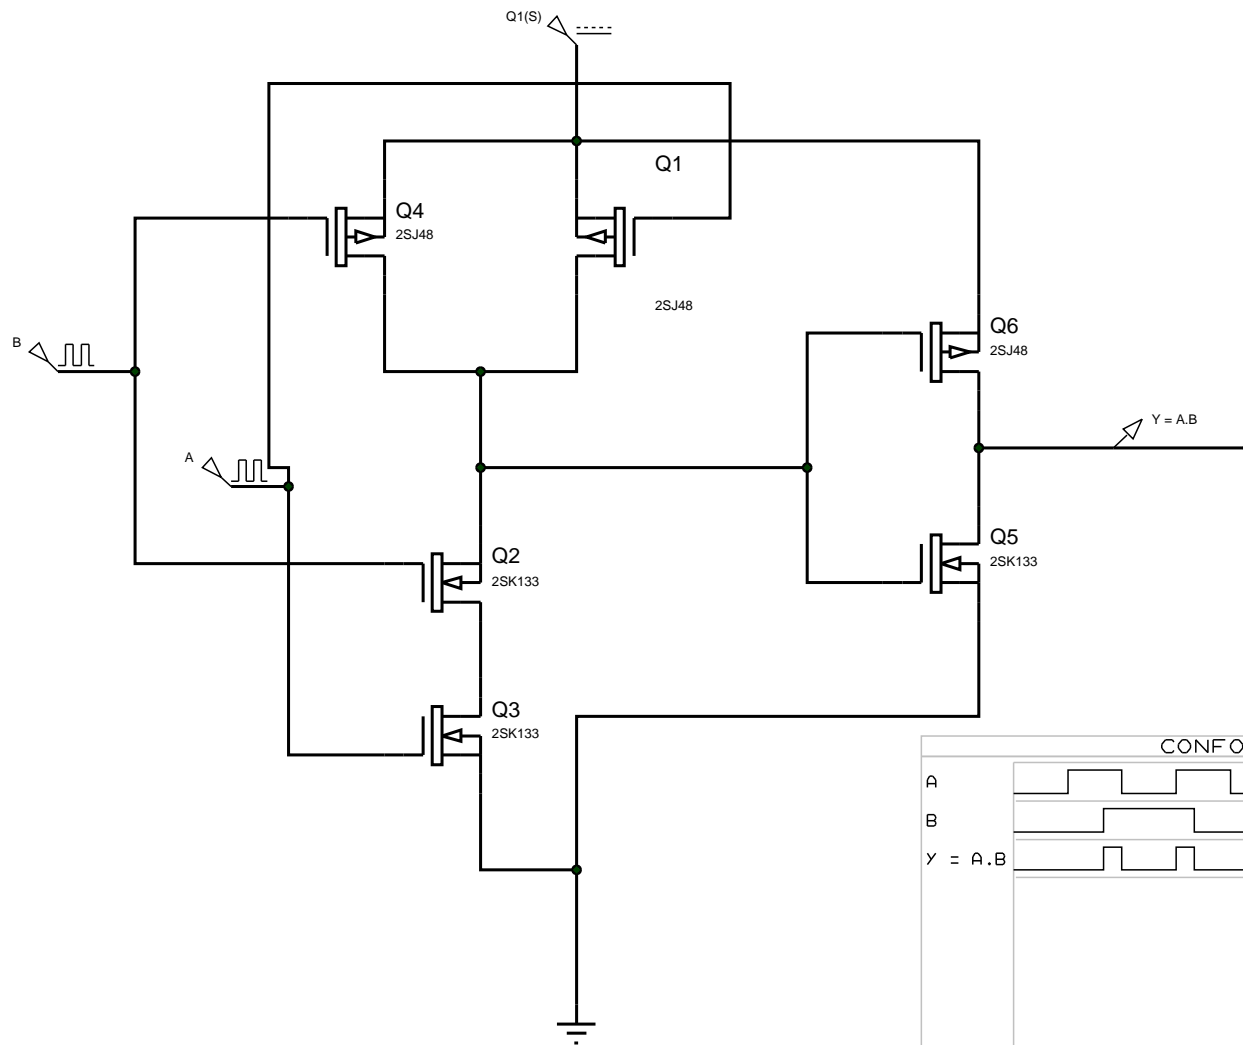 Q1(S)
Q1
Q4
2SJ48
2SJ48
Q6
2SJ48
B
Y = A.B
A
Q2
2SK133
Q5
2SK133
Q3
2SK133
CONFO
A
B
Y = A.B